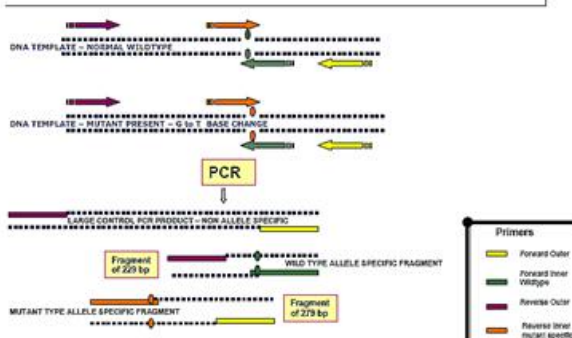 DNA TEMPLATE – NORMAL WILDTYPE
DNA TEMPLATE – MUTANT PRESENT – G to T BASE CHANGE
PCR
LARGE CONTROL PCR PRODUCT – NON ALLELE SPECIFIC
Fragment
of 229 bp
WILD TYPE ALLELE SPECIFIC FRAGMENT
MUTANT TYPE ALLELE SPECIFIC FRAGMENT
Fragment
of 279 bp
Primers
Forward Outer
Forward Inner
Wildtype
Reverse Outer
Reverse Inner
mutant specific